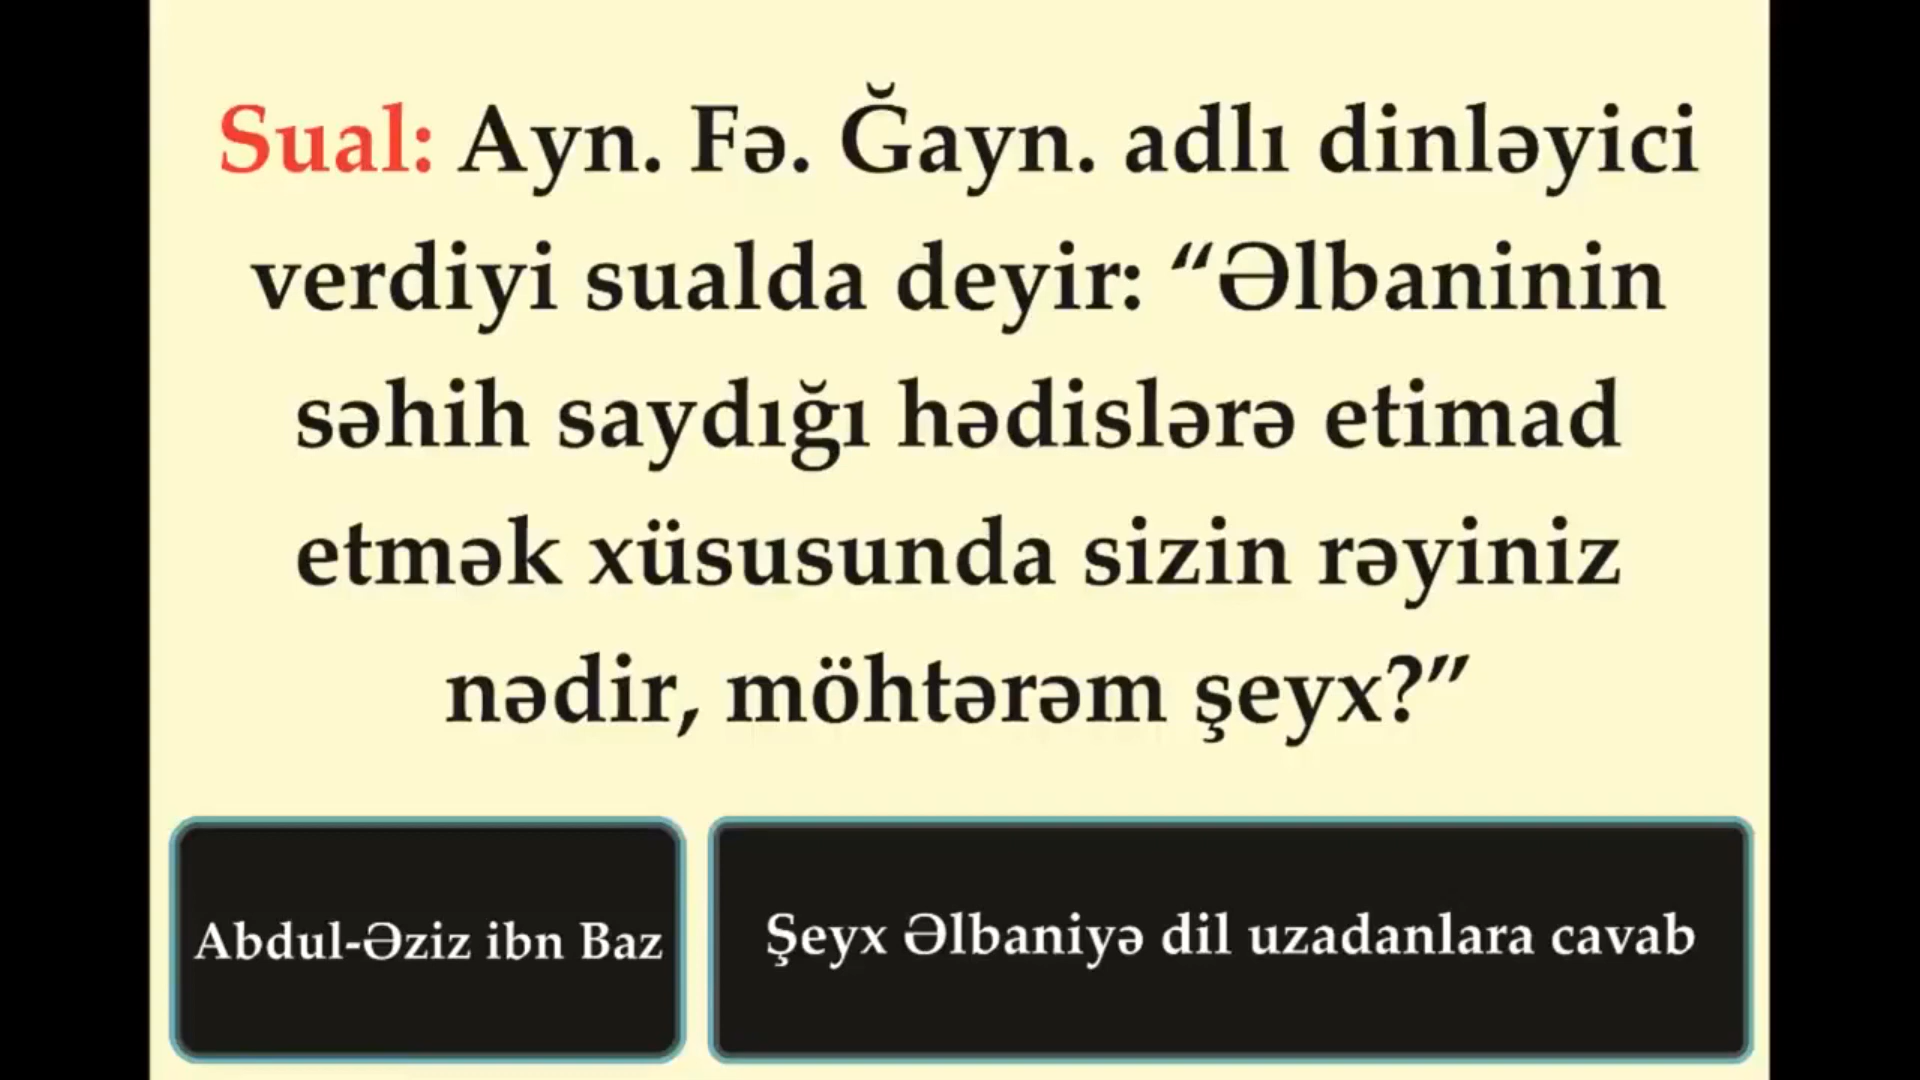 Sual: Ayn. Fə. Ğayn. adlı dinləyici
verdiyi sualda deyir: “Əlbaninin
səhih saydığı hədislərə etimad
etmək xüsusunda sizin rəyiniz
nədir, möhtərəm şeyx?”
Abdul-Əziz ibn Baz
Şeyx Əlbaniyə dil uzadanlara cavab